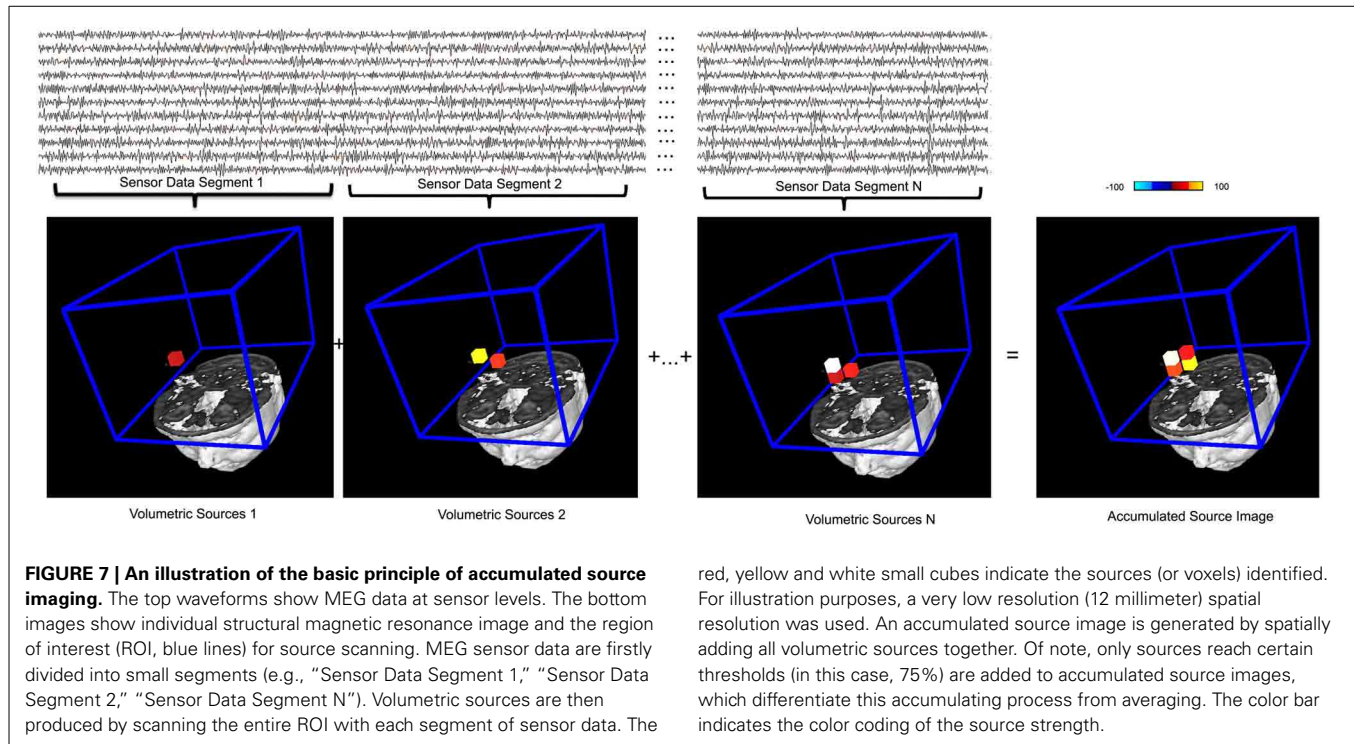 ...
...
...
...
...
...
...
...
...
...
...
Sensor Data Segment 1
Sensor Data Segment 2
Sensor Data Segment N
-100
100
+
+...+
=
Volumetric Sources 1
Volumetric Sources 2
Volumetric Sources N
Accumulated Source Image
FIGURE 7 | An illustration of the basic principle of accumulated source
imaging. The top waveforms show MEG data at sensor levels. The bottom
images show individual structural magnetic resonance image and the region
of interest (ROI, blue lines) for source scanning. MEG sensor data are firstly
divided into small segments (e.g., “Sensor Data Segment 1,” “Sensor Data
Segment 2,” “Sensor Data Segment N”). Volumetric sources are then
produced by scanning the entire ROI with each segment of sensor data. The
red, yellow and white small cubes indicate the sources (or voxels) identified.
For illustration purposes, a very low resolution (12 millimeter) spatial
resolution was used. An accumulated source image is generated by spatially
adding all volumetric sources together. Of note, only sources reach certain
thresholds (in this case, 75%) are added to accumulated source images,
which differentiate this accumulating process from averaging. The color bar
indicates the color coding of the source strength.